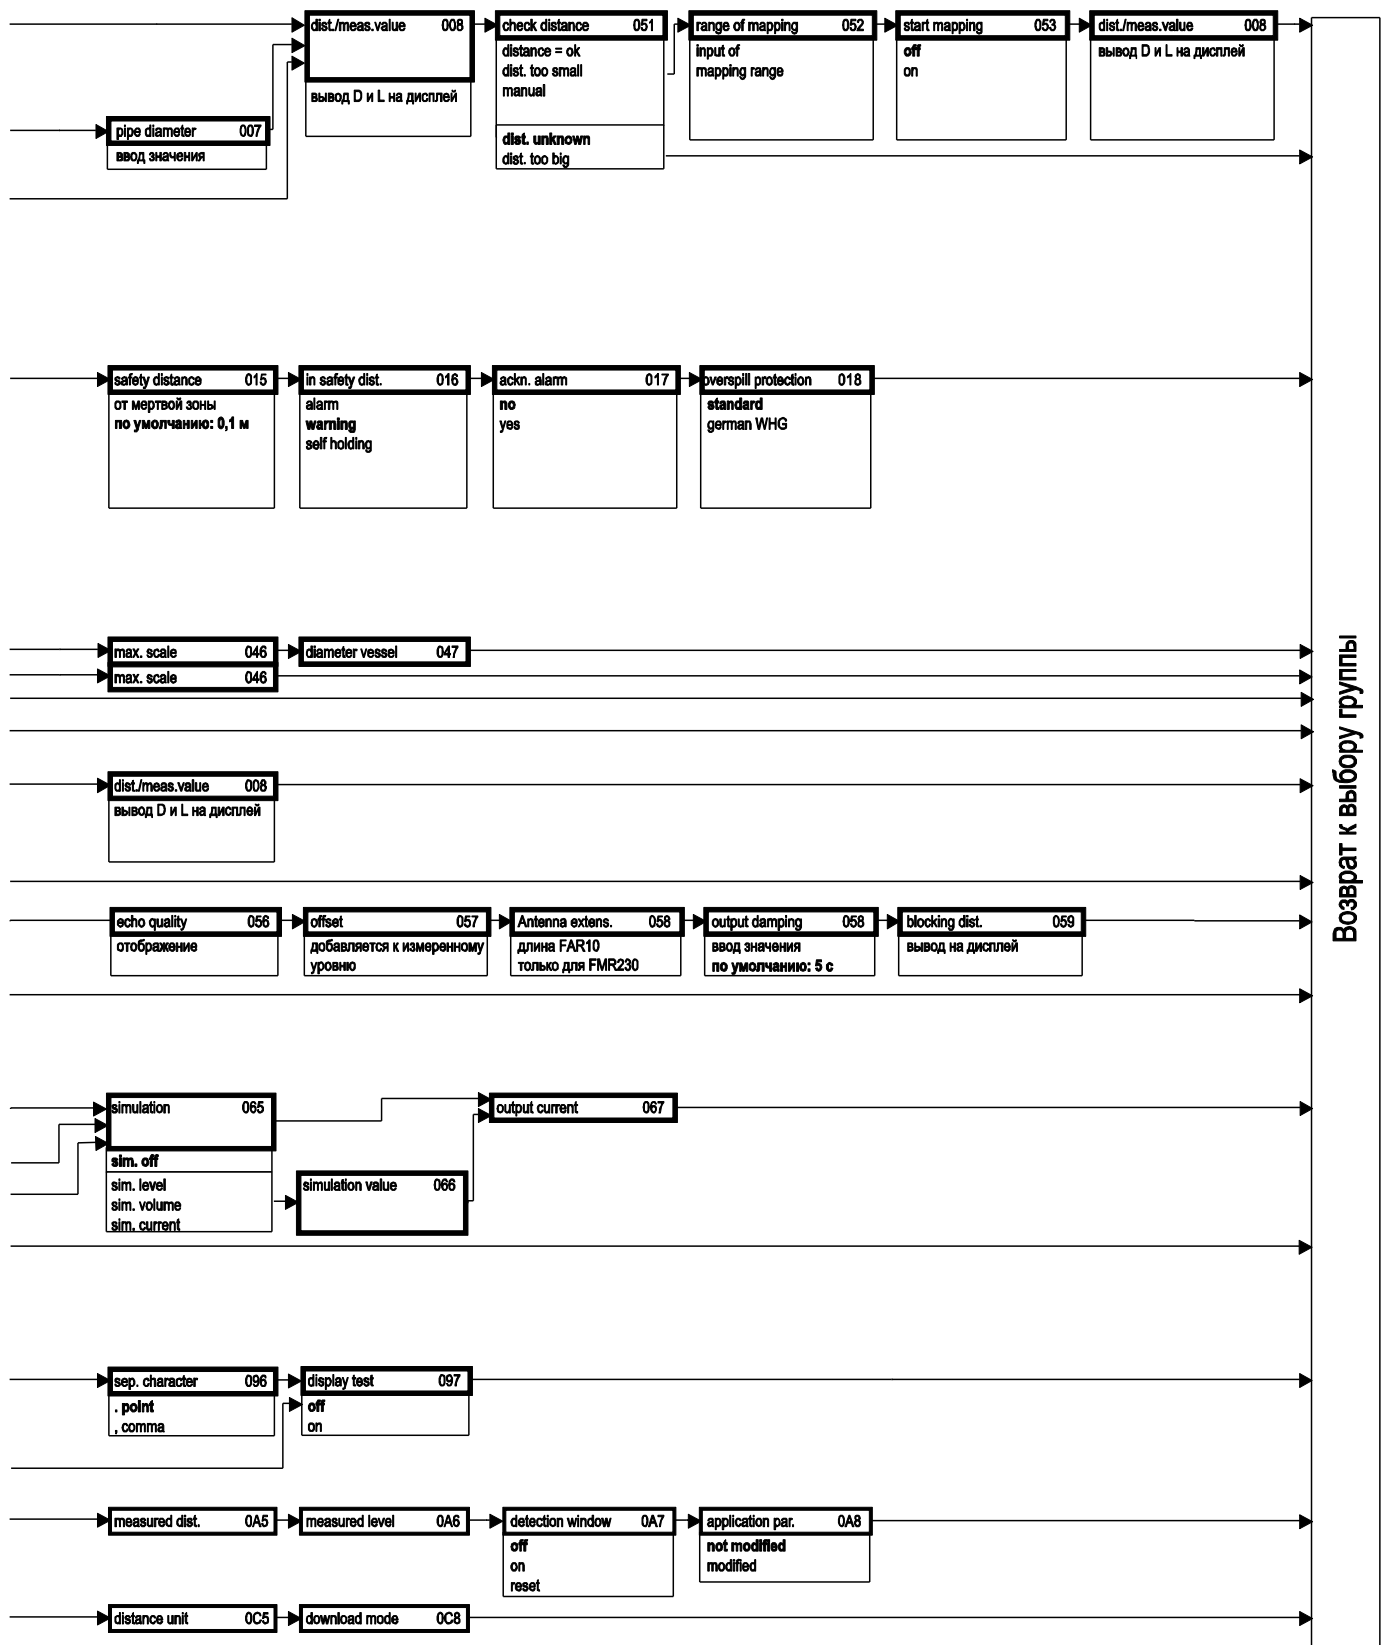 dist./meas.value 008
вывод D и L на дисплей
check distance 051
distance = ok
dist. too small
manual
dist. unknown
dist. too big
range of mapping 052
input of
mapping range
start mapping 053
off
on
dist./meas.value 008
вывод D и L на дисплей
pipe diameter 007
ввод значения
safety distance 015
от мертвой зоны
по умолчанию: 0,1 м
in safety dist. 016
alarm
warning
self holding
ackn. alarm 017
no
yes
overspill protection 018
standard
german WHG
max. scale 046
diameter vessel 047
max. scale 046
dist./meas.value 008
вывод D и L на дисплей
Возврат к выбору группы
echo quality 056
отображение
offset 057
добавляется к измеренному
уровню
Antenna extens. 058
длина FAR10
только для FMR230
output damping 058
ввод значения
по умолчанию: 5 с
blocking dist. 059
вывод на дисплей
simulation 065
sim. off
sim. level
sim. volume
sim. current
simulation value 066
output current 067
sep. character 096
. point
, comma
display test 097
off
on
measured dist. 0A5
measured level 0A6
detection window 0A7
off
on
reset
application par. 0A8
not modified
modified
distance unit 0C5
download mode 0C8